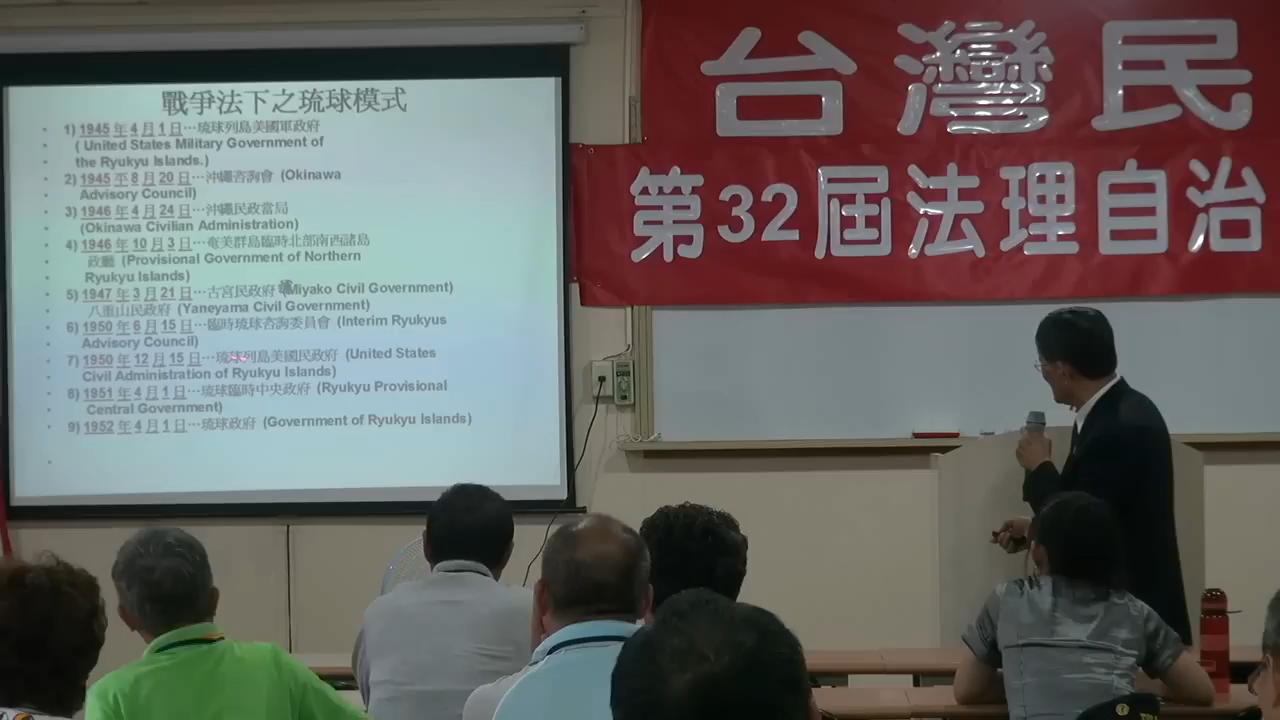 戰爭法下之琉球模式
1) 1945 年 4 月 1 日…琉球列島美國軍政府
( United States Military Government of
the Ryukyu Islands.)
2) 1945 平 8 月 20 日…沖繩咨詢會 (Okinawa
Advisory Council)
3) 1946 年 4 月 24 日…沖繩民政當局
(Okinawa Civilian Administration)
4) 1946 年 10 月 3 日…奄美群島臨時北部南西諸島
政廳 (Provisional Government of Northern
Ryukyu Islands)
5) 1947 年 3 月 21 日…古宮民政府 (Miyako Civil Government)
八重山民政府 (Yaneyama Civil Government)
6) 1950 年 6 月 15 日…臨時琉球咨詢委員會 (Interim Ryukyus
Advisory Council)
7) 1950 年 12 月 15 日…琉球列島美國民政府 (United States
Civil Administration of Ryukyu Islands)
8) 1951 年 4 月 1 日…琉球臨時中央政府 (Ryukyu Provisional
Central Government)
9) 1952 年 4 月 1 日…琉球政府 (Government of Ryukyu Islands)
台灣民
第32屆法理自治